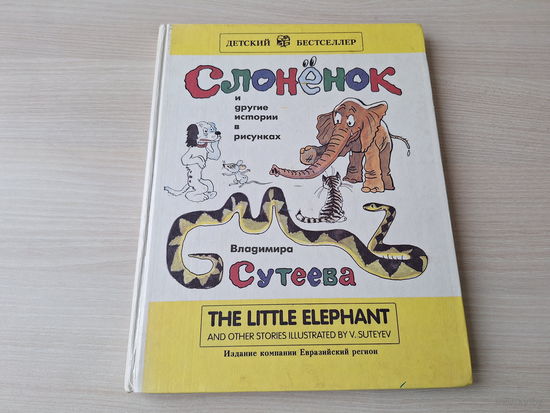 ДЕТСКИЙ БЕСТСЕЛЛЕР
СЛОНЁНОК
и
другие
истории
в
рисунках
Владимира
Сутеева
THE LITTLE ELEPHANT
AND OTHER STORIES ILLUSTRATED BY V. SUTEYEV
Издание компании Евразийский регион